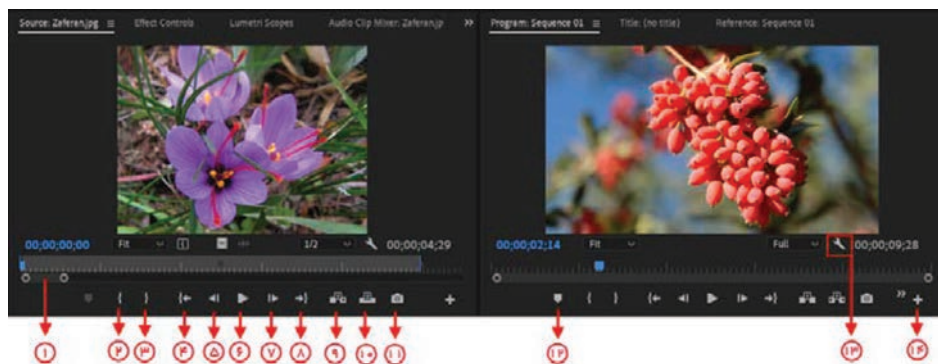 Source: Zaferan.jpg Effect Controls Lumetri Scopes Audio Clip Mixer: Zaferan.jp Program: Sequence 01 Title: (no title) Reference: Sequence 01
00;00;00;00 Fit 1/2 00;00;04;29 00;00;02;14 Fit Full 00;00;09;28
۱ ۲ ۳ ۴ ۵ ۶ ۷ ۸ ۹ ۱۰ ۱۱ ۱۲ ۱۳ ۱۴